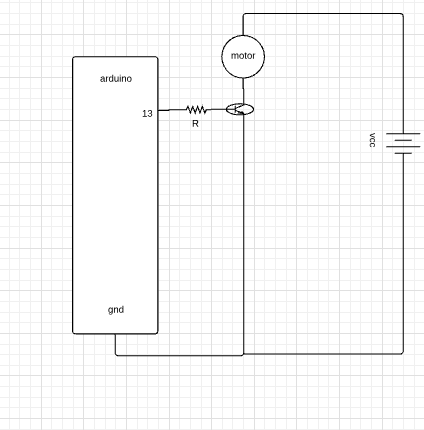 motor
arduino
13
R
VCC
gnd